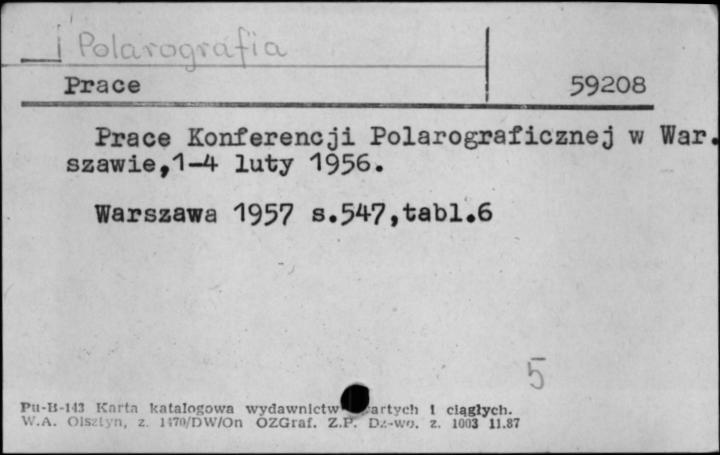 i Polarografia
Prace 59208
Prace Konferencji Polarograficznej w War.
szawie,1-4 luty 1956.
Warszawa 1957 s.547,tabl.6
5
Pu-B-143 Karta katalogowa wydawnictw artych i ciągłych.
W.A. Olsztyn, z. 1470/DW/On OZGraf. Z.P. Dz-wo. z. 1003 11.87